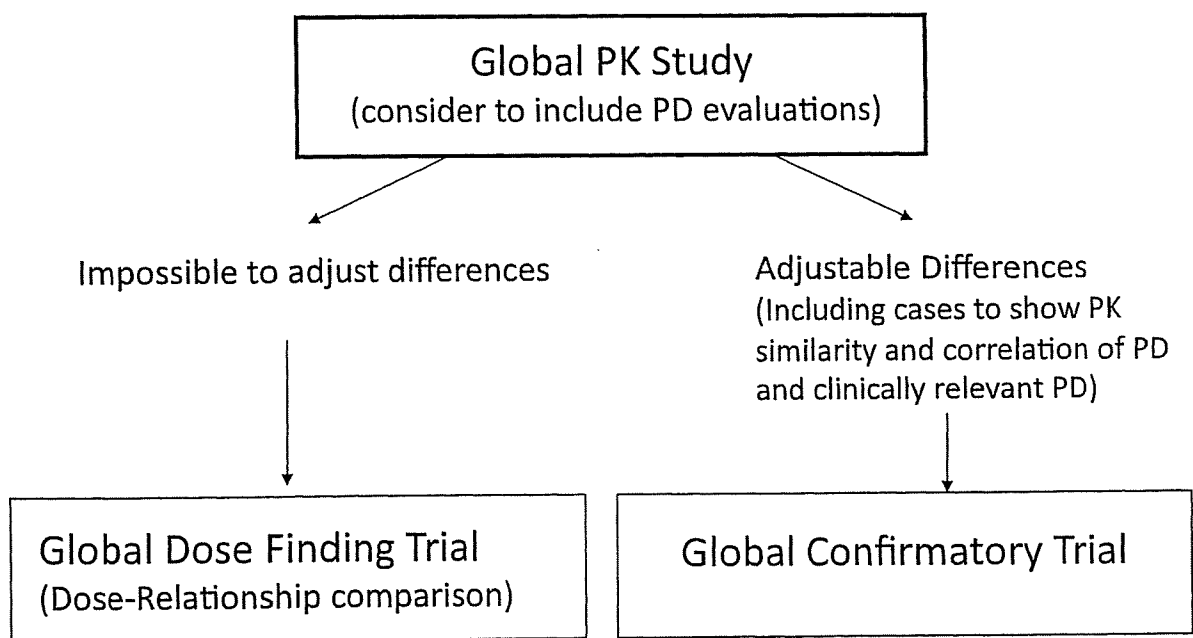 Global PK Study
(consider to include PD evaluations)
Impossible to adjust differences
Adjustable Differences
(Including cases to show PK
similarity and correlation of PD
and clinically relevant PD)
Global Dose Finding Trial
(Dose-Relationship comparison)
Global Confirmatory Trial